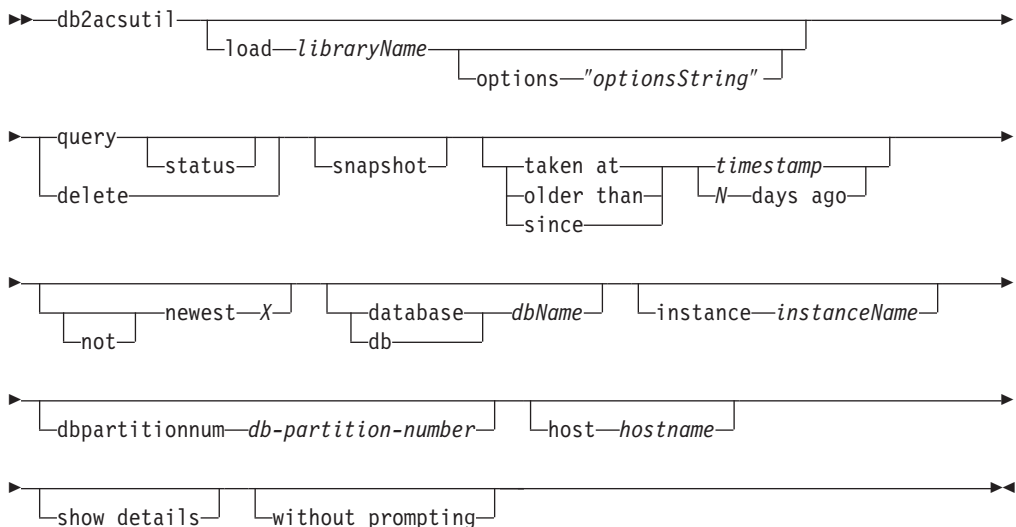 db2acsutil
load libraryName
options "optionsString"
query
status
delete
snapshot
taken at
older than
since
timestamp
N days ago
not
newest X
database
db
dbName
instance instanceName
dbpartitionnum db-partition-number
host hostname
show details
without prompting